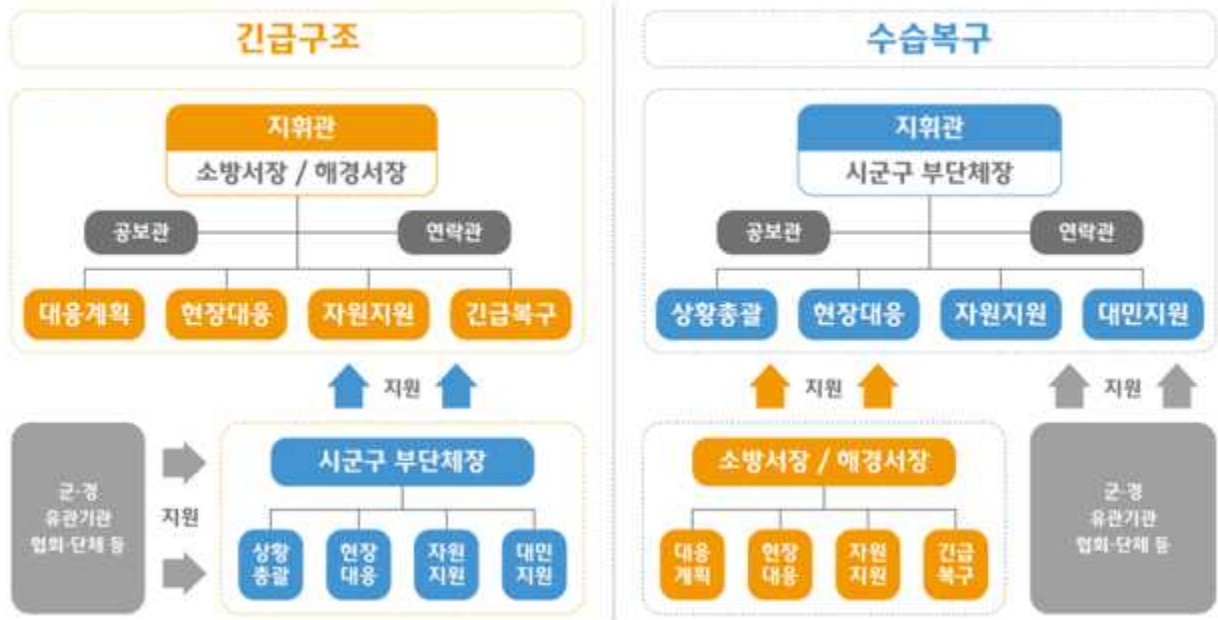 긴급구조
지휘관
소방서장 / 해경서장
공보관
연락관
대응계획
현장대응
자원지원
긴급복구
지원
군·경
유관기관
협회·단체 등
지원
시군구 부단체장
상황
총괄
현장
대응
자원
지원
대민
지원
수습복구
지휘관
시군구 부단체장
공보관
연락관
상황총괄
현장대응
자원지원
대민지원
지원
지원
소방서장 / 해경서장
대응
계획
현장
대응
자원
지원
긴급
복구
군·경
유관기관
협회·단체 등